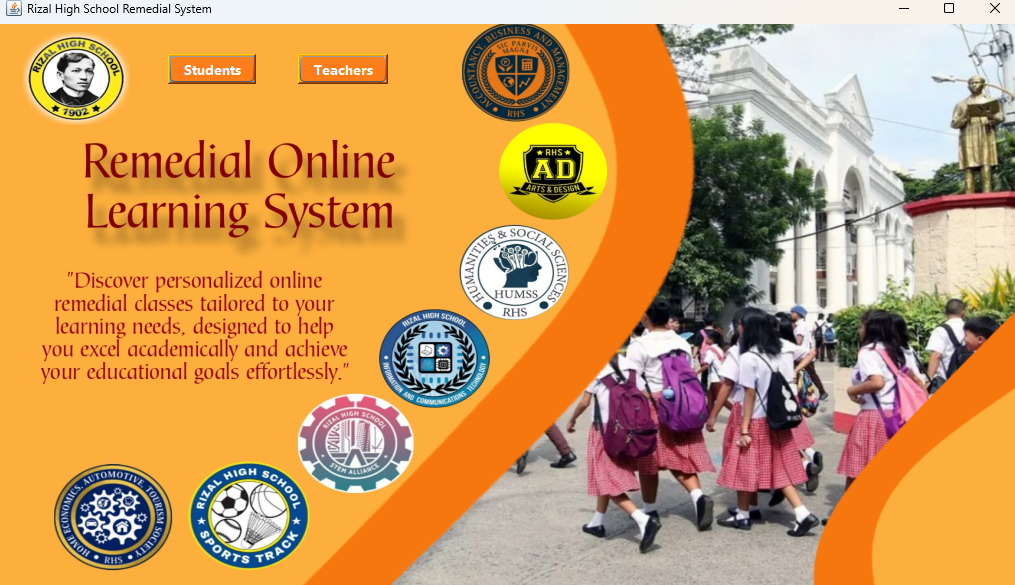 Rizal High School Remedial System
RIZAL HIGH SCHOOL
★ 1902 ★
Students
Teachers
ACCOUNTANCY, BUSINESS AND MANAGEMENT
SIC PARVIS
MAGNA
• RHS •
Remedial Online
Learning System
★ RHS ★
AD
ARTS & DESIGN
HUMANITIES & SOCIAL SCIENCES
HUMSS
RHS
"Discover personalized online
remedial classes tailored to your
learning needs, designed to help
you excel academically and achieve
your educational goals effortlessly."
RIZAL HIGH SCHOOL
INFORMATION AND COMMUNICATIONS TECHNOLOGY
RIZAL HIGH SCHOOL
STEM ALLIANCE
HOME ECONOMICS, AUTOMOTIVE, TOURISM SOCIETY
• RHS •
RIZAL HIGH SCHOOL
★ SPORTS TRACK ★